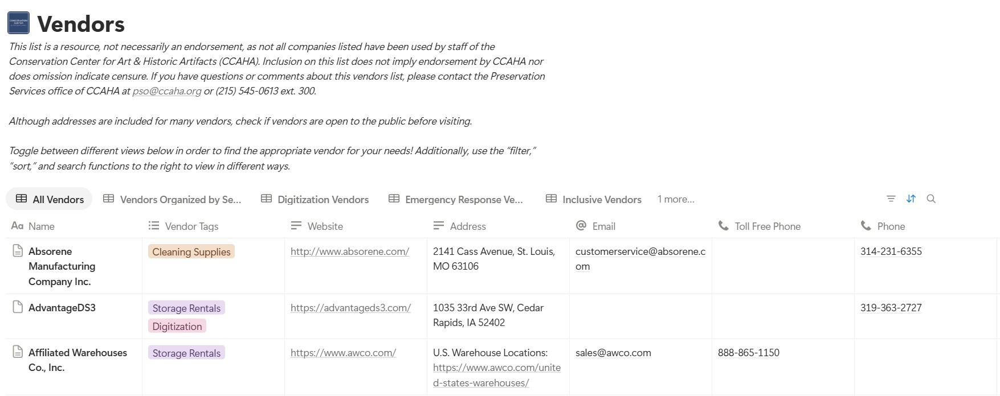 CONSERVATION
CENTER
Vendors
This list is a resource, not necessarily an endorsement, as not all companies listed have been used by staff of the
Conservation Center for Art & Historic Artifacts (CCAHA). Inclusion on this list does not imply endorsement by CCAHA nor
does omission indicate censure. If you have questions or comments about this vendors list, please contact the Preservation
Services office of CCAHA at pso@ccaha.org or (215) 545-0613 ext. 300.
Although addresses are included for many vendors, check if vendors are open to the public before visiting.
Toggle between different views below in order to find the appropriate vendor for your needs! Additionally, use the “filter,”
“sort,” and search functions to the right to view in different ways.
All Vendors Vendors Organized by Se... Digitization Vendors Emergency Response Ve... Inclusive Vendors 1 more...
Aa Name Vendor Tags Website Address Email Toll Free Phone Phone
Absorene Cleaning Supplies http://www.absorene.com/ 2141 Cass Avenue, St. Louis, customerservice@absorene.c 314-231-6355
Manufacturing MO 63106 om
Company Inc.
AdvantageDS3 Storage Rentals https://advantageds3.com/ 1035 33rd Ave SW, Cedar 319-363-2727
Digitization Rapids, IA 52402
Affiliated Warehouses Storage Rentals https://www.awco.com/ U.S. Warehouse Locations: sales@awco.com 888-865-1150
Co., Inc. https://www.awco.com/unite
d-states-warehouses/